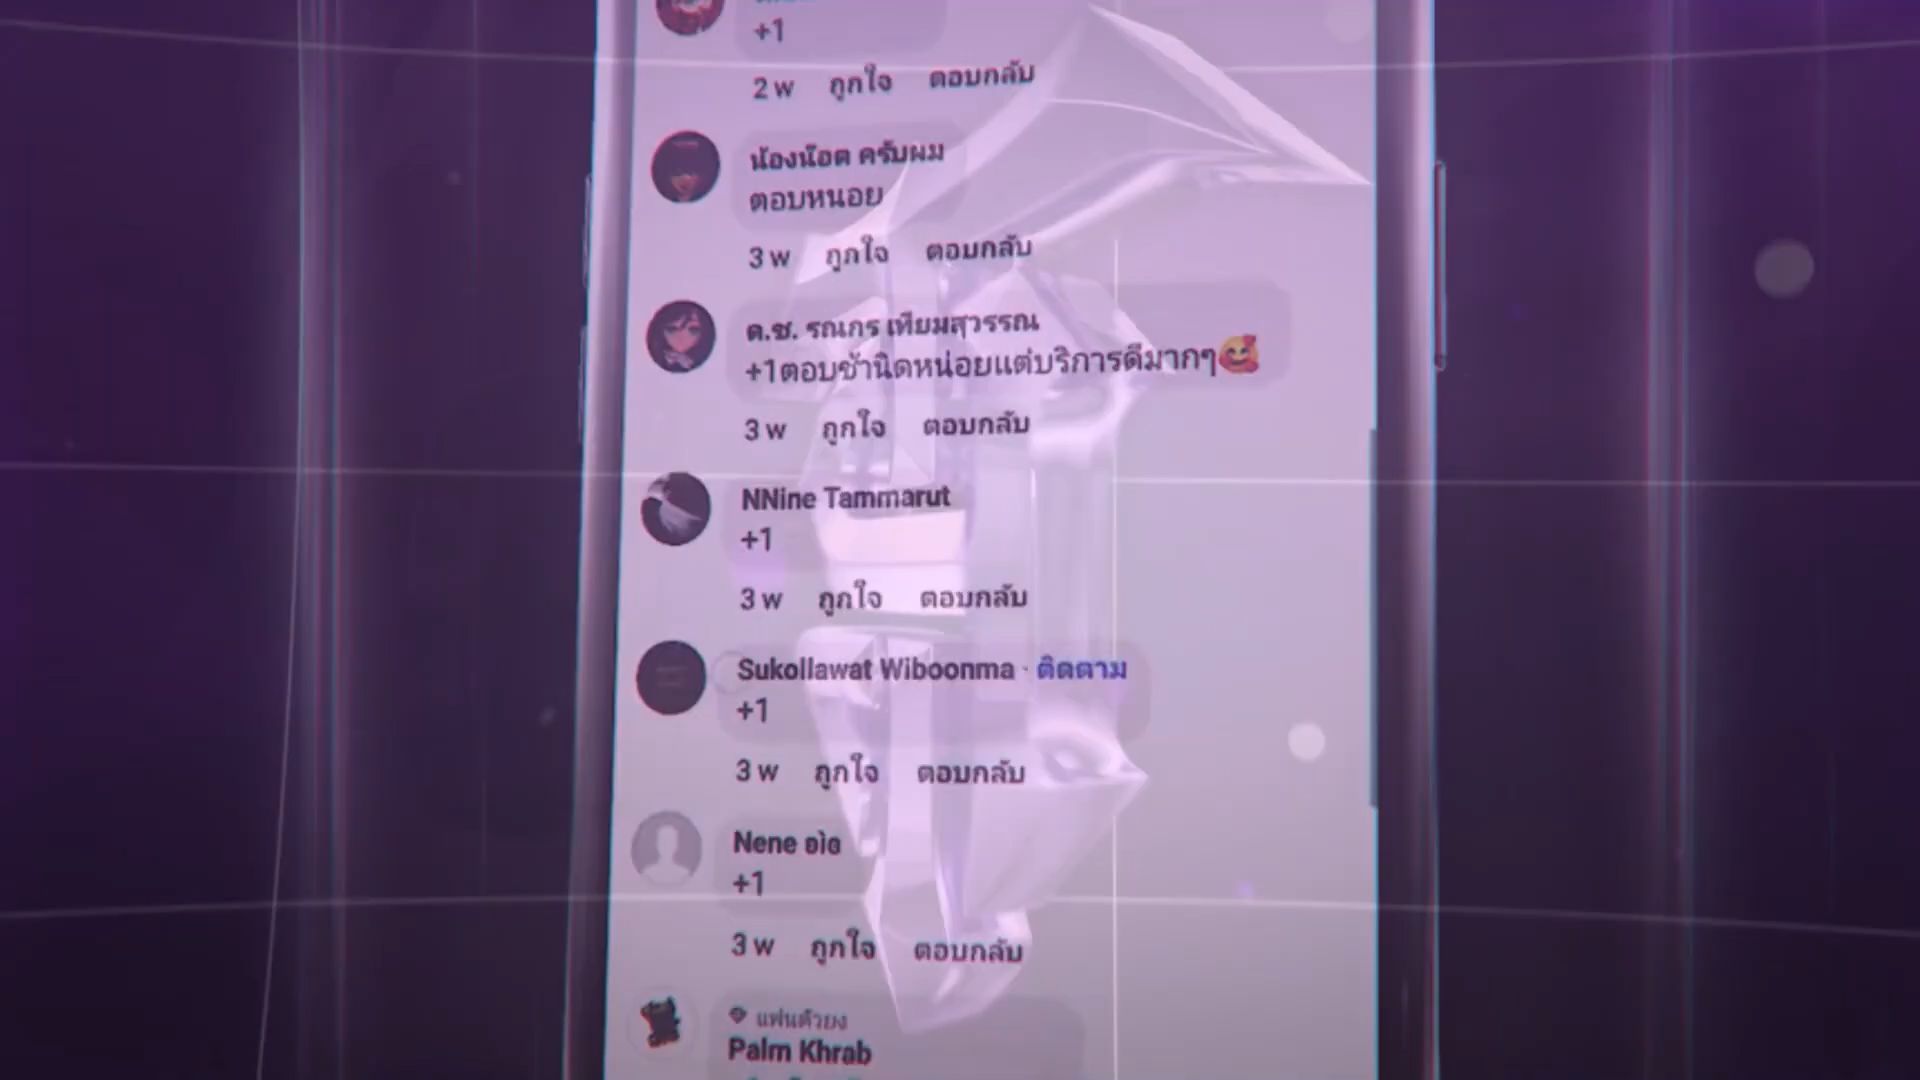 +1
2 w ถูกใจ ตอบกลับ
น้องน๊อต ครับผม
ตอบหนอย
3 w ถูกใจ ตอบกลับ
ด.ช. รณกร เทียมสุวรรณ
+1ตอบช้านิดหน่อยแต่บริการดีมากๆ🥰
3 w ถูกใจ ตอบกลับ
NNine Tammarut
+1
3 w ถูกใจ ตอบกลับ
Sukollawat Wiboonma · ติดตาม
+1
3 w ถูกใจ ตอบกลับ
Nene อ่ะ
+1
3 w ถูกใจ ตอบกลับ
แฟนตัวยง
Palm Khrab